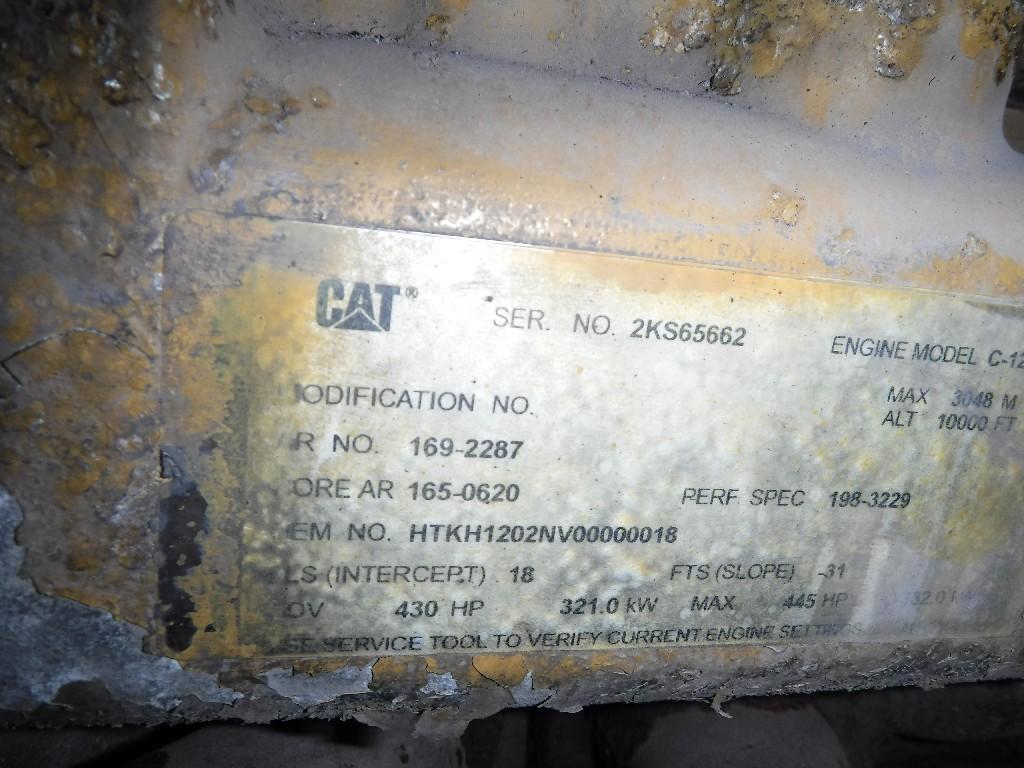 CAT®
SER. NO. 2KS65662
ENGINE MODEL C-12
MAX 3048 M
ALT 10000 FT
ODIFICATION NO.
R NO. 169-2287
ORE AR 165-0620 PERF SPEC 198-3229
EM NO. HTKH1202NV00000018
LS (INTERCEPT) 18 FTS (SLOPE) -31
OV 430 HP 321.0 kW MAX 445 HP
SE SERVICE TOOL TO VERIFY CURRENT ENGINE